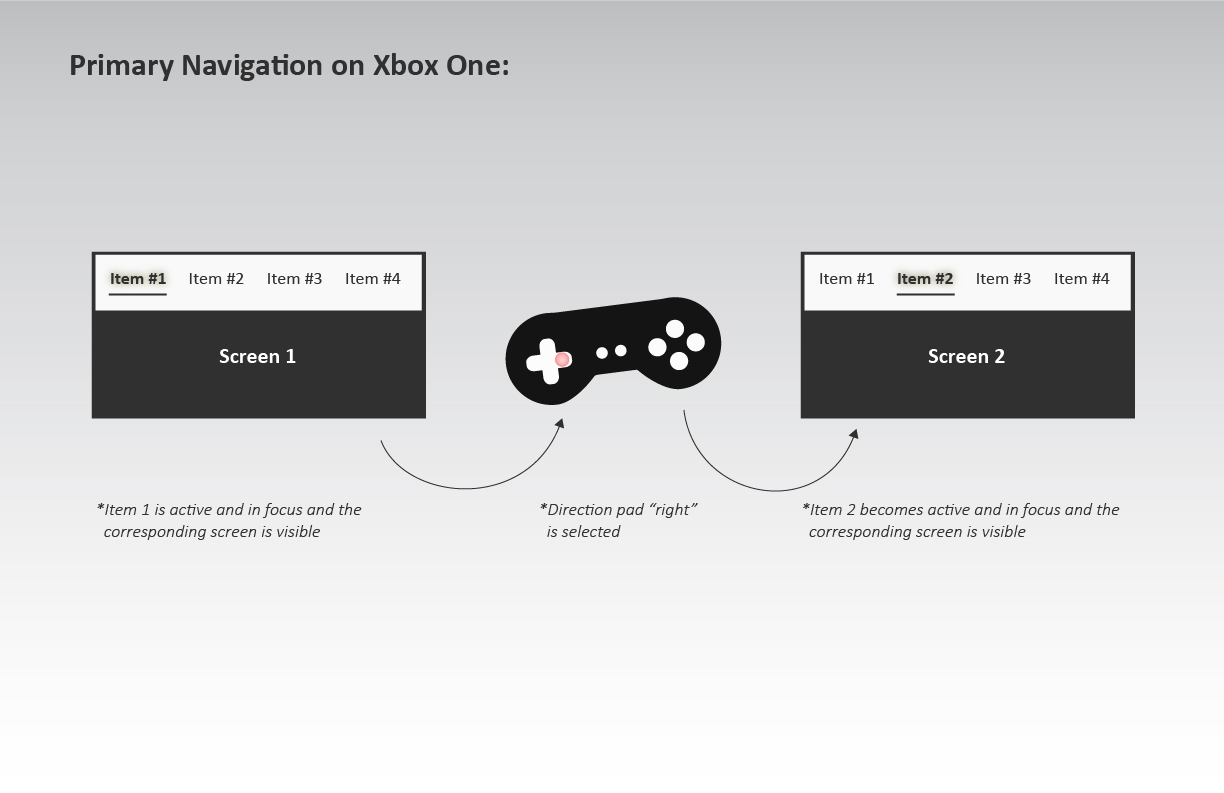 Primary Navigation on Xbox One:
Item #1 Item #2 Item #3 Item #4
Screen 1
Item #1 Item #2 Item #3 Item #4
Screen 2
*Item 1 is active and in focus and the
corresponding screen is visible
*Direction pad “right”
is selected
*Item 2 becomes active and in focus and the
corresponding screen is visible